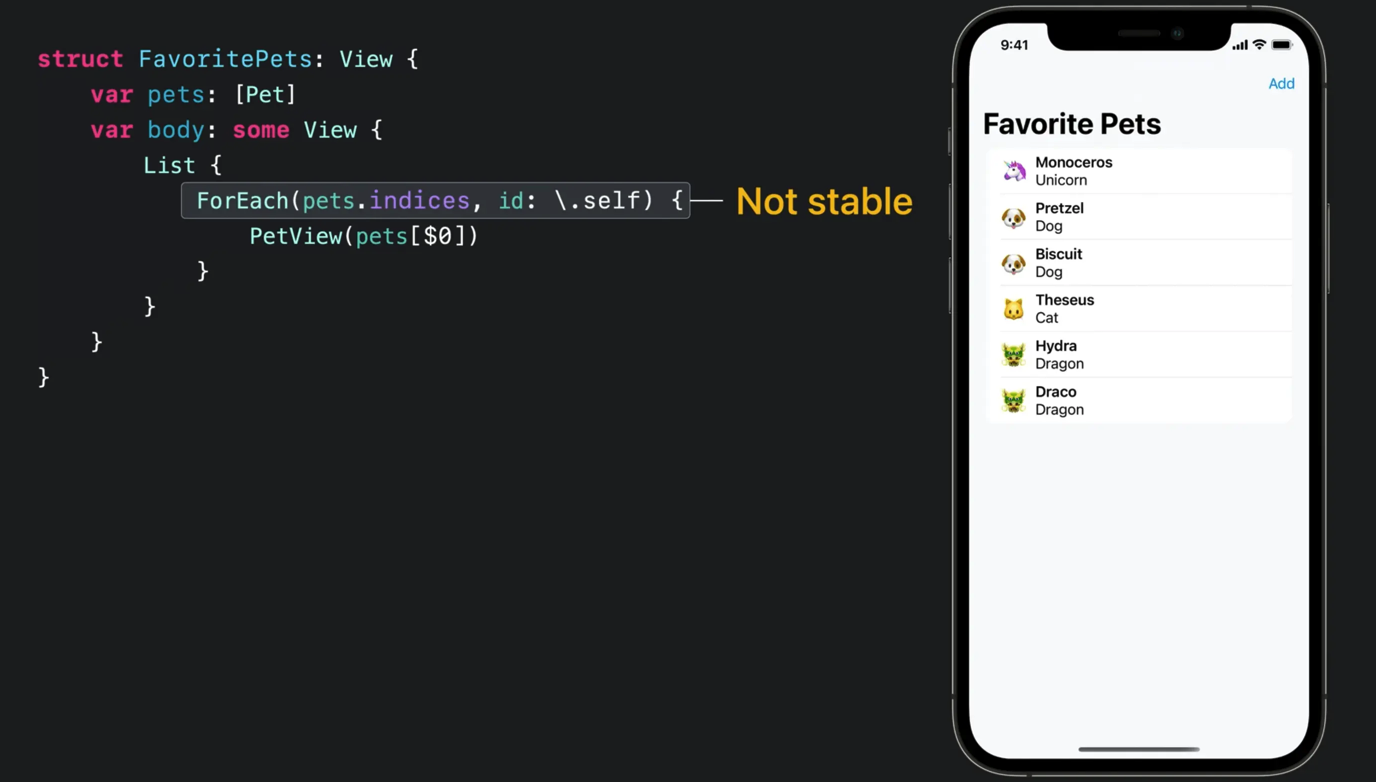 struct FavoritePets: View {
var pets: [Pet]
var body: some View {
List {
ForEach(pets.indices, id: \.self) {
Not stable
PetView(pets[$0])
}
}
}
}
9:41
Add
Favorite Pets
Monoceros
Unicorn
Pretzel
Dog
Biscuit
Dog
Theseus
Cat
Hydra
Dragon
Draco
Dragon